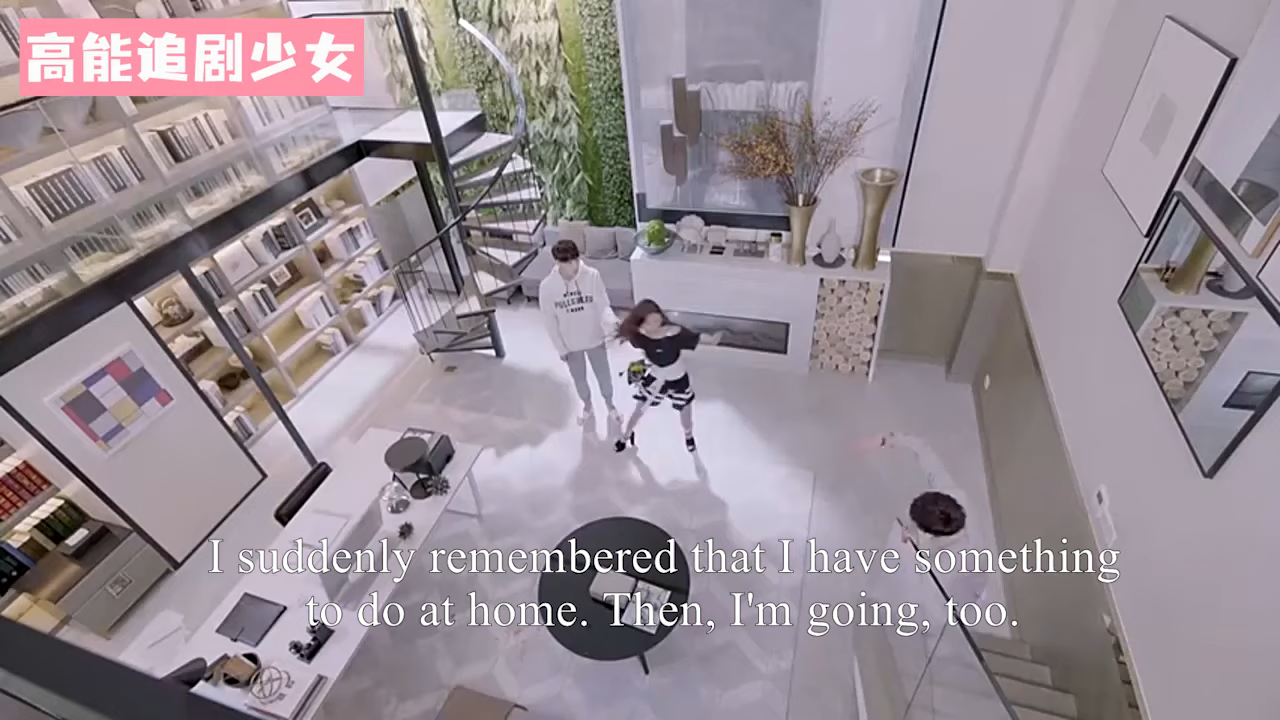 高能追剧少女
I suddenly remembered that I have something
to do at home. Then, I'm going, too.